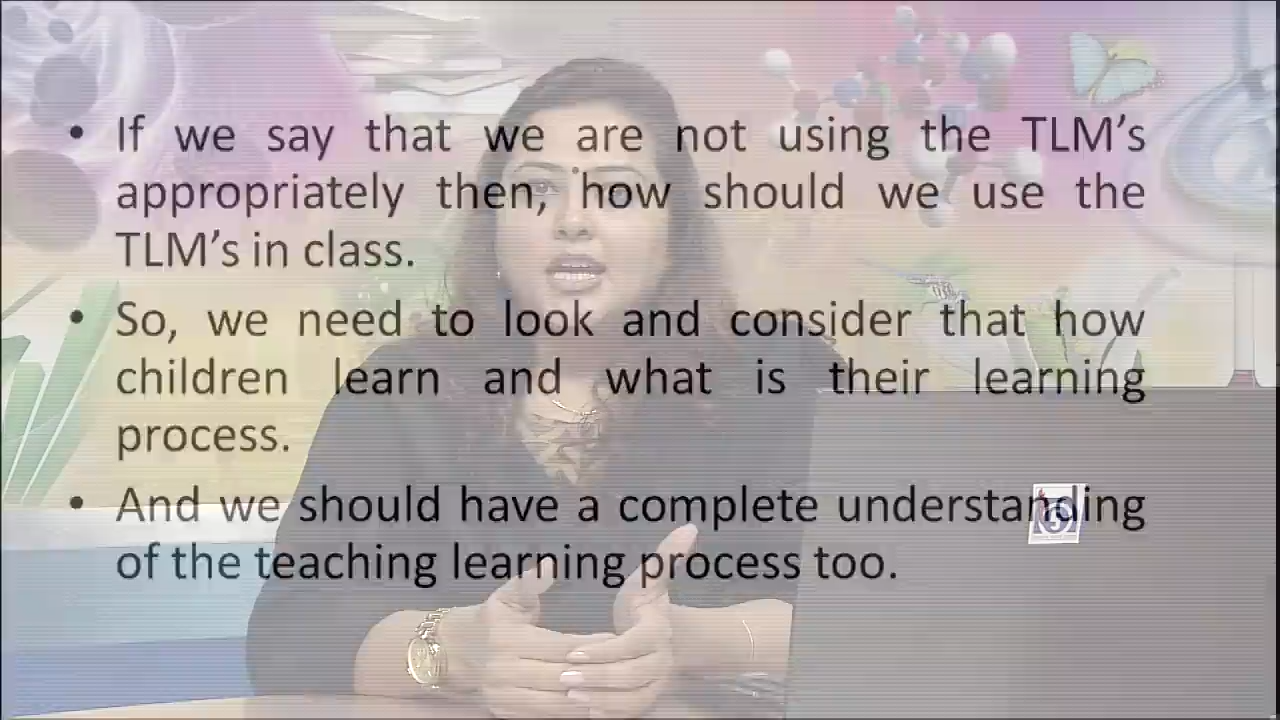 • If we say that we are not using the TLM’s
appropriately then, how should we use the
TLM’s in class.
• So, we need to look and consider that how
children learn and what is their learning
process.
• And we should have a complete understanding
of the teaching learning process too.